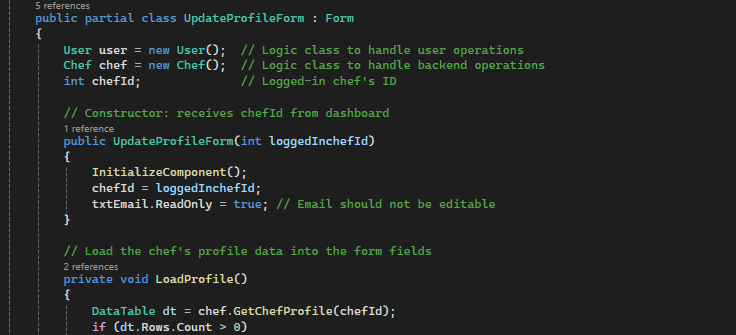 5 references
public partial class UpdateProfileForm : Form
{
User user = new User(); // Logic class to handle user operations
Chef chef = new Chef(); // Logic class to handle backend operations
int chefId; // Logged-in chef's ID
// Constructor: receives chefId from dashboard
1 reference
public UpdateProfileForm(int loggedInchefId)
{
InitializeComponent();
chefId = loggedInchefId;
txtEmail.ReadOnly = true; // Email should not be editable
}
// Load the chef's profile data into the form fields
2 references
private void LoadProfile()
{
DataTable dt = chef.GetChefProfile(chefId);
if (dt.Rows.Count > 0)